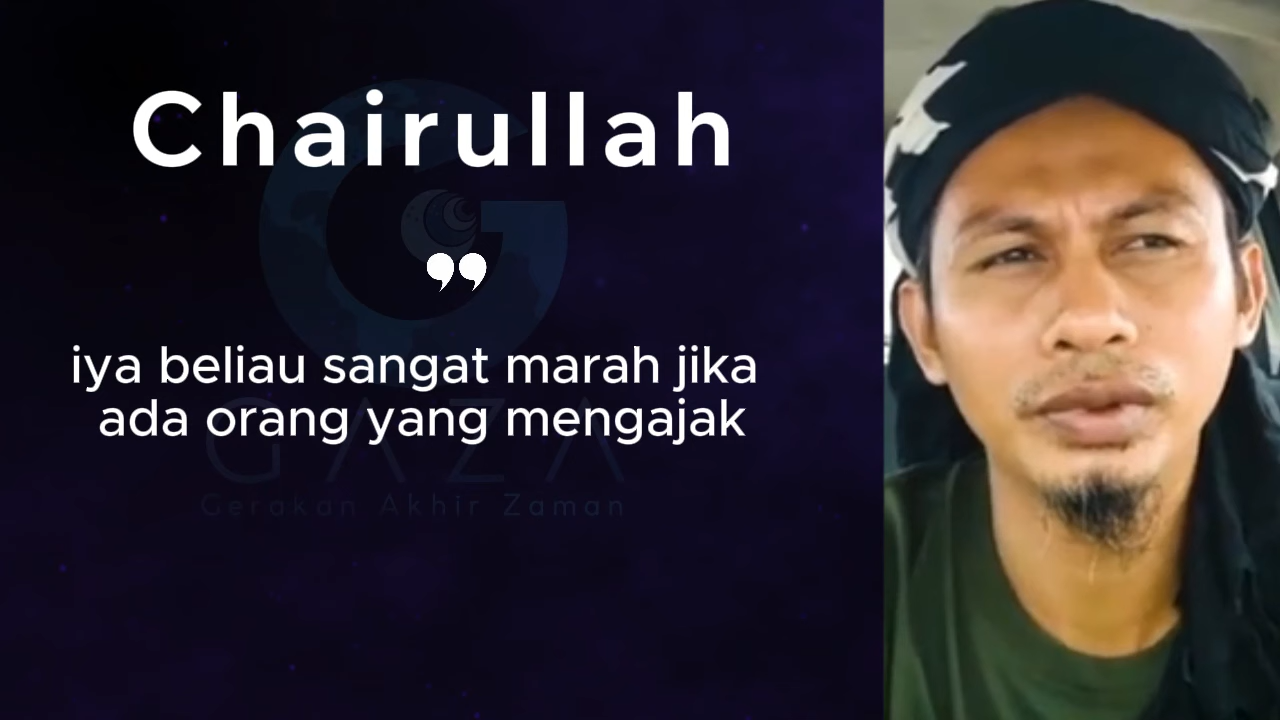 Chairullah
”
iya beliau sangat marah jika
ada orang yang mengajak
GAZA
Gerakan Akhir Zaman